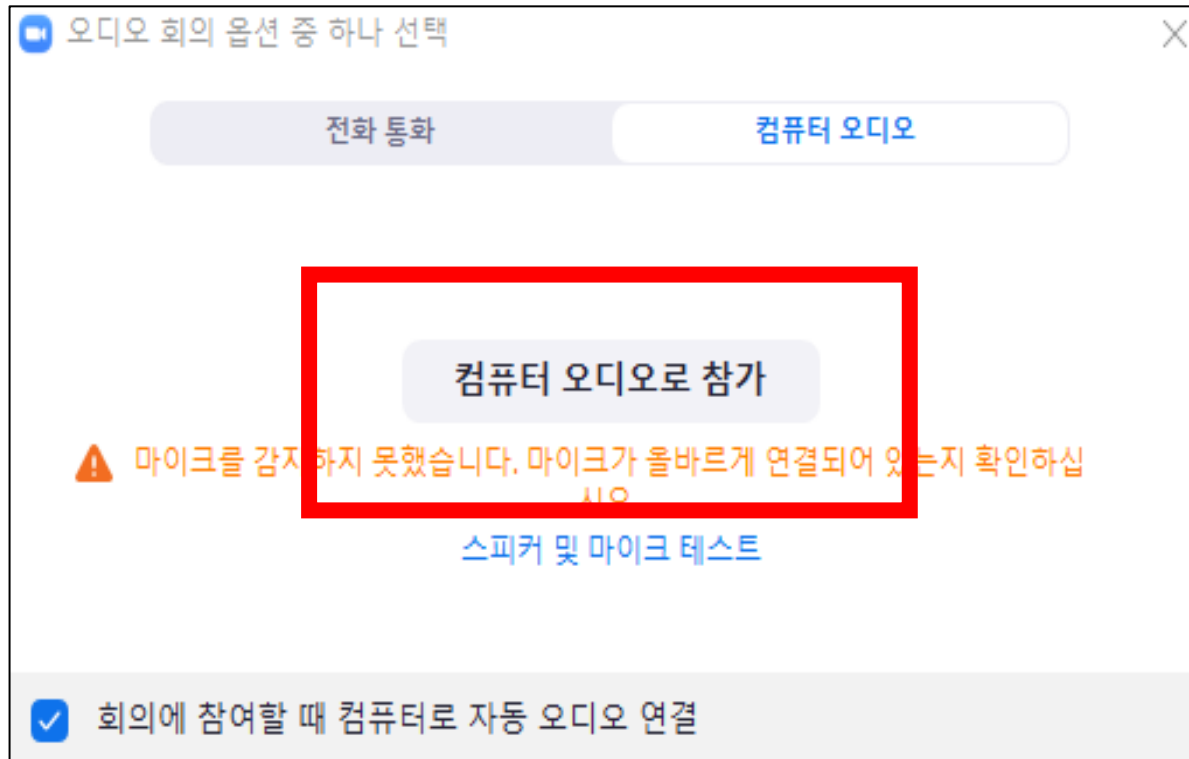 오디오 회의 옵션 중 하나 선택
전화 통화
컴퓨터 오디오
컴퓨터 오디오로 참가
마이크를 감지하지 못했습니다. 마이크가 올바르게 연결되어 있는지 확인하십
시오
스피커 및 마이크 테스트
회의에 참여할 때 컴퓨터로 자동 오디오 연결